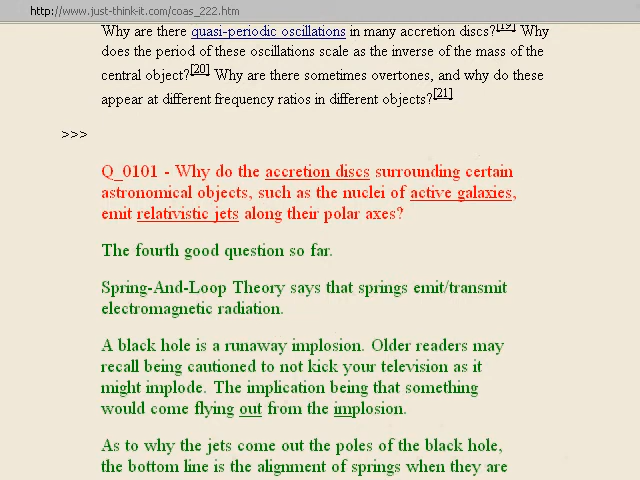 http://www.just-think-it.com/coas_222.htm
Why are there quasi-periodic oscillations in many accretion discs?[19] Why
does the period of these oscillations scale as the inverse of the mass of the
central object?[20] Why are there sometimes overtones, and why do these
appear at different frequency ratios in different objects?[21]
>>>
Q_0101 - Why do the accretion discs surrounding certain
astronomical objects, such as the nuclei of active galaxies,
emit relativistic jets along their polar axes?
The fourth good question so far.
Spring-And-Loop Theory says that springs emit/transmit
electromagnetic radiation.
A black hole is a runaway implosion. Older readers may
recall being cautioned to not kick your television as it
might implode. The implication being that something
would come flying out from the implosion.
As to why the jets come out the poles of the black hole,
the bottom line is the alignment of springs when they are